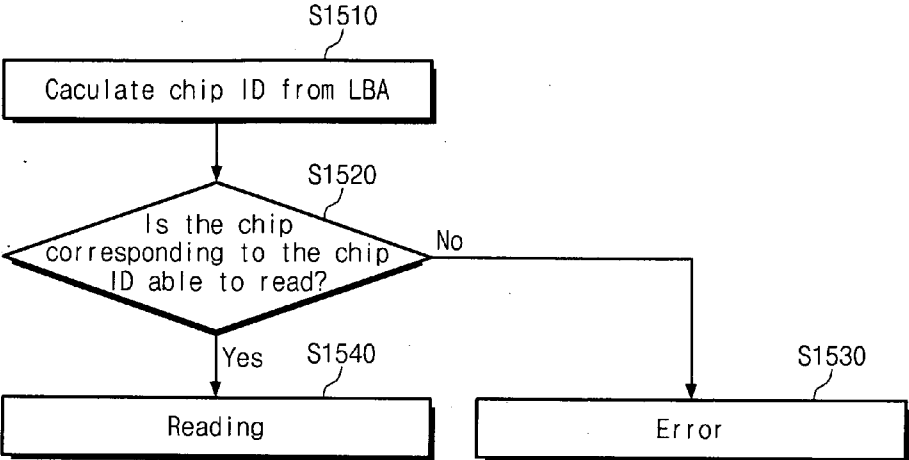 S1510
Caculate chip ID from LBA
S1520
Is the chip
corresponding to the chip
ID able to read?
No
Yes
S1540
S1530
Reading
Error